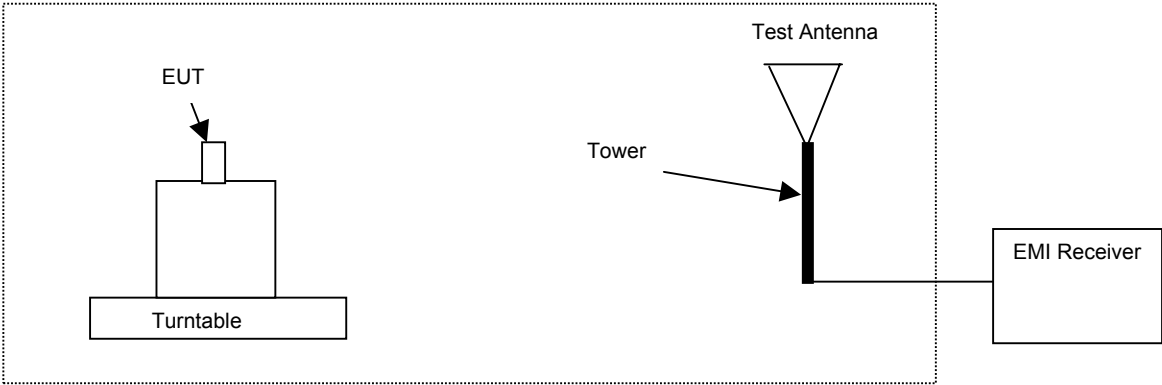 Test Antenna
EUT
Tower
EMI Receiver
Turntable